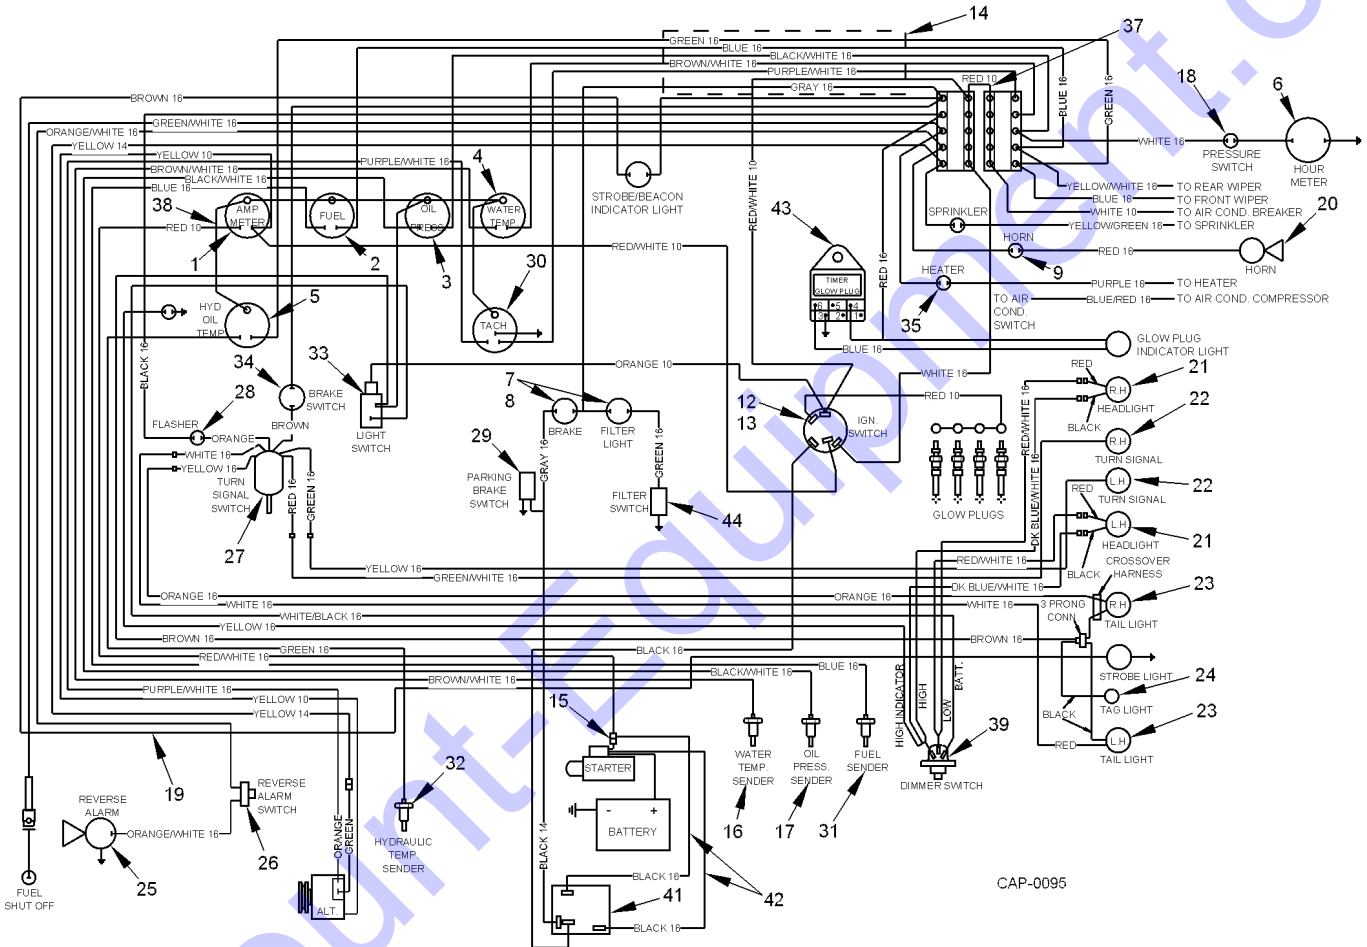 14
37
GREEN 16
BLUE 16
BLACK/WHITE 16
BROWN/WHITE 16
PURPLE/WHITE 16
RED 10
GRAY 16
BROWN 16
GREEN/WHITE 16
ORANGE/WHITE 16
YELLOW 14
YELLOW 10
PURPLE/WHITE 16
BROWN/WHITE 16
BLACK/WHITE 16
BLUE 16
BLUE 16
GREEN 16
18
6
WHITE 16
PRESSURE
SWITCH
HOUR
METER
4
38
AMP
METER
FUEL
OIL
PRESS
WATER
TEMP
RED 10
1
2
3
STROBE/BEACON
INDICATOR LIGHT
RED/WHITE 10
RED/WHITE 10
43
TIMER
GLOW PLUG
6
5
4
3
2
1
BLUE 16
RED 16
YELLOW/WHITE 16
TO REAR WIPER
BLUE 16
TO FRONT WIPER
WHITE 10
TO AIR COND. BREAKER
YELLOW/GREEN 16
TO SPRINKLER
SPRINKLER
20
HORN
RED 16
9
HORN
HEATER
PURPLE 16
TO HEATER
35
TO AIR
COND.
SWITCH
BLUE/RED 16
TO AIR COND. COMPRESSOR
GLOW PLUG
INDICATOR LIGHT
30
TACH
HYD
OIL
TEMP
5
BLACK 16
34
BRAKE
SWITCH
BROWN
33
LIGHT
SWITCH
ORANGE 10
WHITE 16
RED 10
7
8
BRAKE
FILTER
LIGHT
12
13
IGN.
SWITCH
28
FLASHER
ORANGE
WHITE 16
YELLOW 16
TURN
SIGNAL
SWITCH
27
RED 16
GREEN 16
29
PARKING
BRAKE
SWITCH
GRAY 16
GREEN 16
FILTER
SWITCH
44
GLOW PLUGS
RED/WHITE 16
DK BLUE/WHITE 16
RED
BLACK
R.H
HEADLIGHT
21
R.H
TURN SIGNAL
22
L.H
TURN SIGNAL
22
RED
L.H
HEADLIGHT
21
BLACK
CROSSOVER
HARNESS
RED/WHITE 16
DK BLUE/WHITE 16
YELLOW 16
GREEN/WHITE 16
ORANGE 16
ORANGE 16
WHITE 16
WHITE 16
WHITE/BLACK 16
YELLOW 16
BROWN 16
BROWN 16
GREEN 16
BLACK 16
RED/WHITE 16
BLUE 16
BLACK/WHITE 16
BROWN/WHITE 16
PURPLE/WHITE 16
YELLOW 10
YELLOW 14
3 PRONG
CONN.
R.H
TAIL LIGHT
23
STROBE LIGHT
24
TAG LIGHT
BLACK
RED
L.H
TAIL LIGHT
23
HIGH INDICATOR
HIGH
LOW
BATT.
39
DIMMER SWITCH
15
STARTER
-
+
BATTERY
WATER
TEMP.
SENDER
16
OIL
PRESS.
SENDER
17
FUEL
SENDER
31
19
REVERSE
ALARM
ORANGE/WHITE 16
25
REVERSE
ALARM
SWITCH
26
32
HYDRAULIC
TEMP.
SENDER
ORANGE
GREEN
ALT.
FUEL
SHUT OFF
BLACK 14
BLACK 16
41
42
BLACK 16
CAP-0095